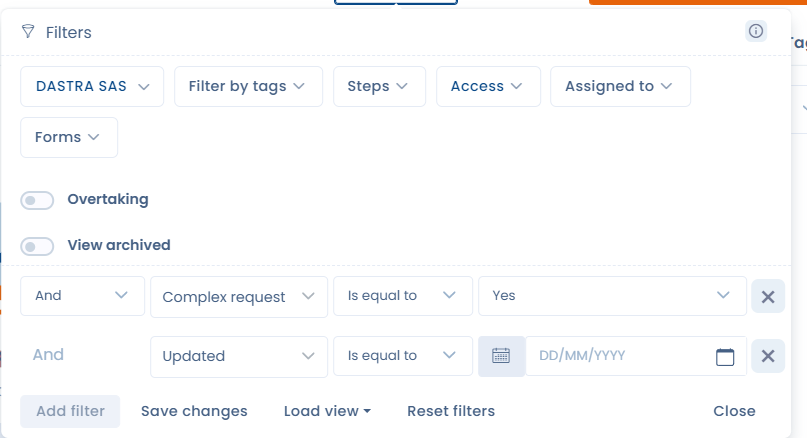 Filters
DASTRA SAS Filter by tags Steps Access Assigned to
Forms
Overtaking
View archived
And Complex request Is equal to Yes
And Updated Is equal to DD/MM/YYYY
Add filter Save changes Load view Reset filters Close